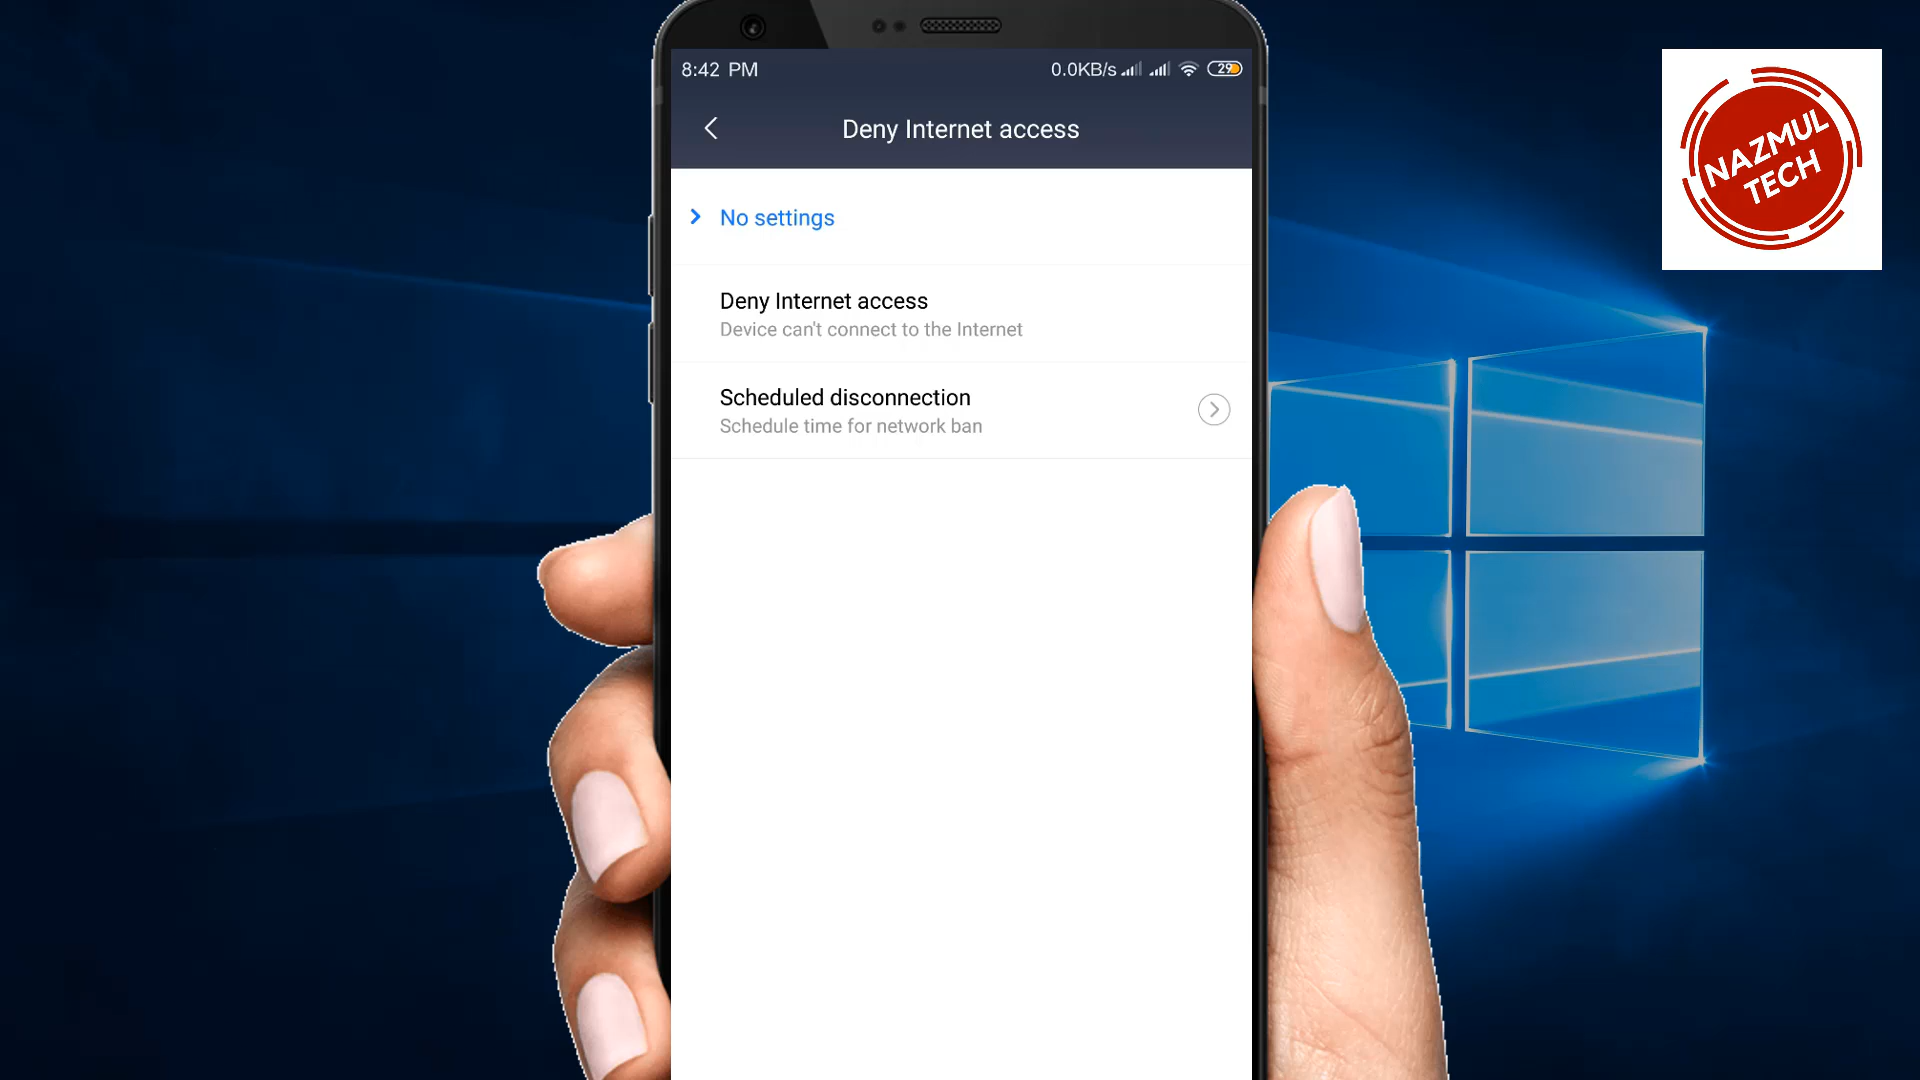 8:42 PM
0.0KB/s
29
Deny Internet access
No settings
Deny Internet access
Device can't connect to the Internet
Scheduled disconnection
Schedule time for network ban
NAZMUL
TECH